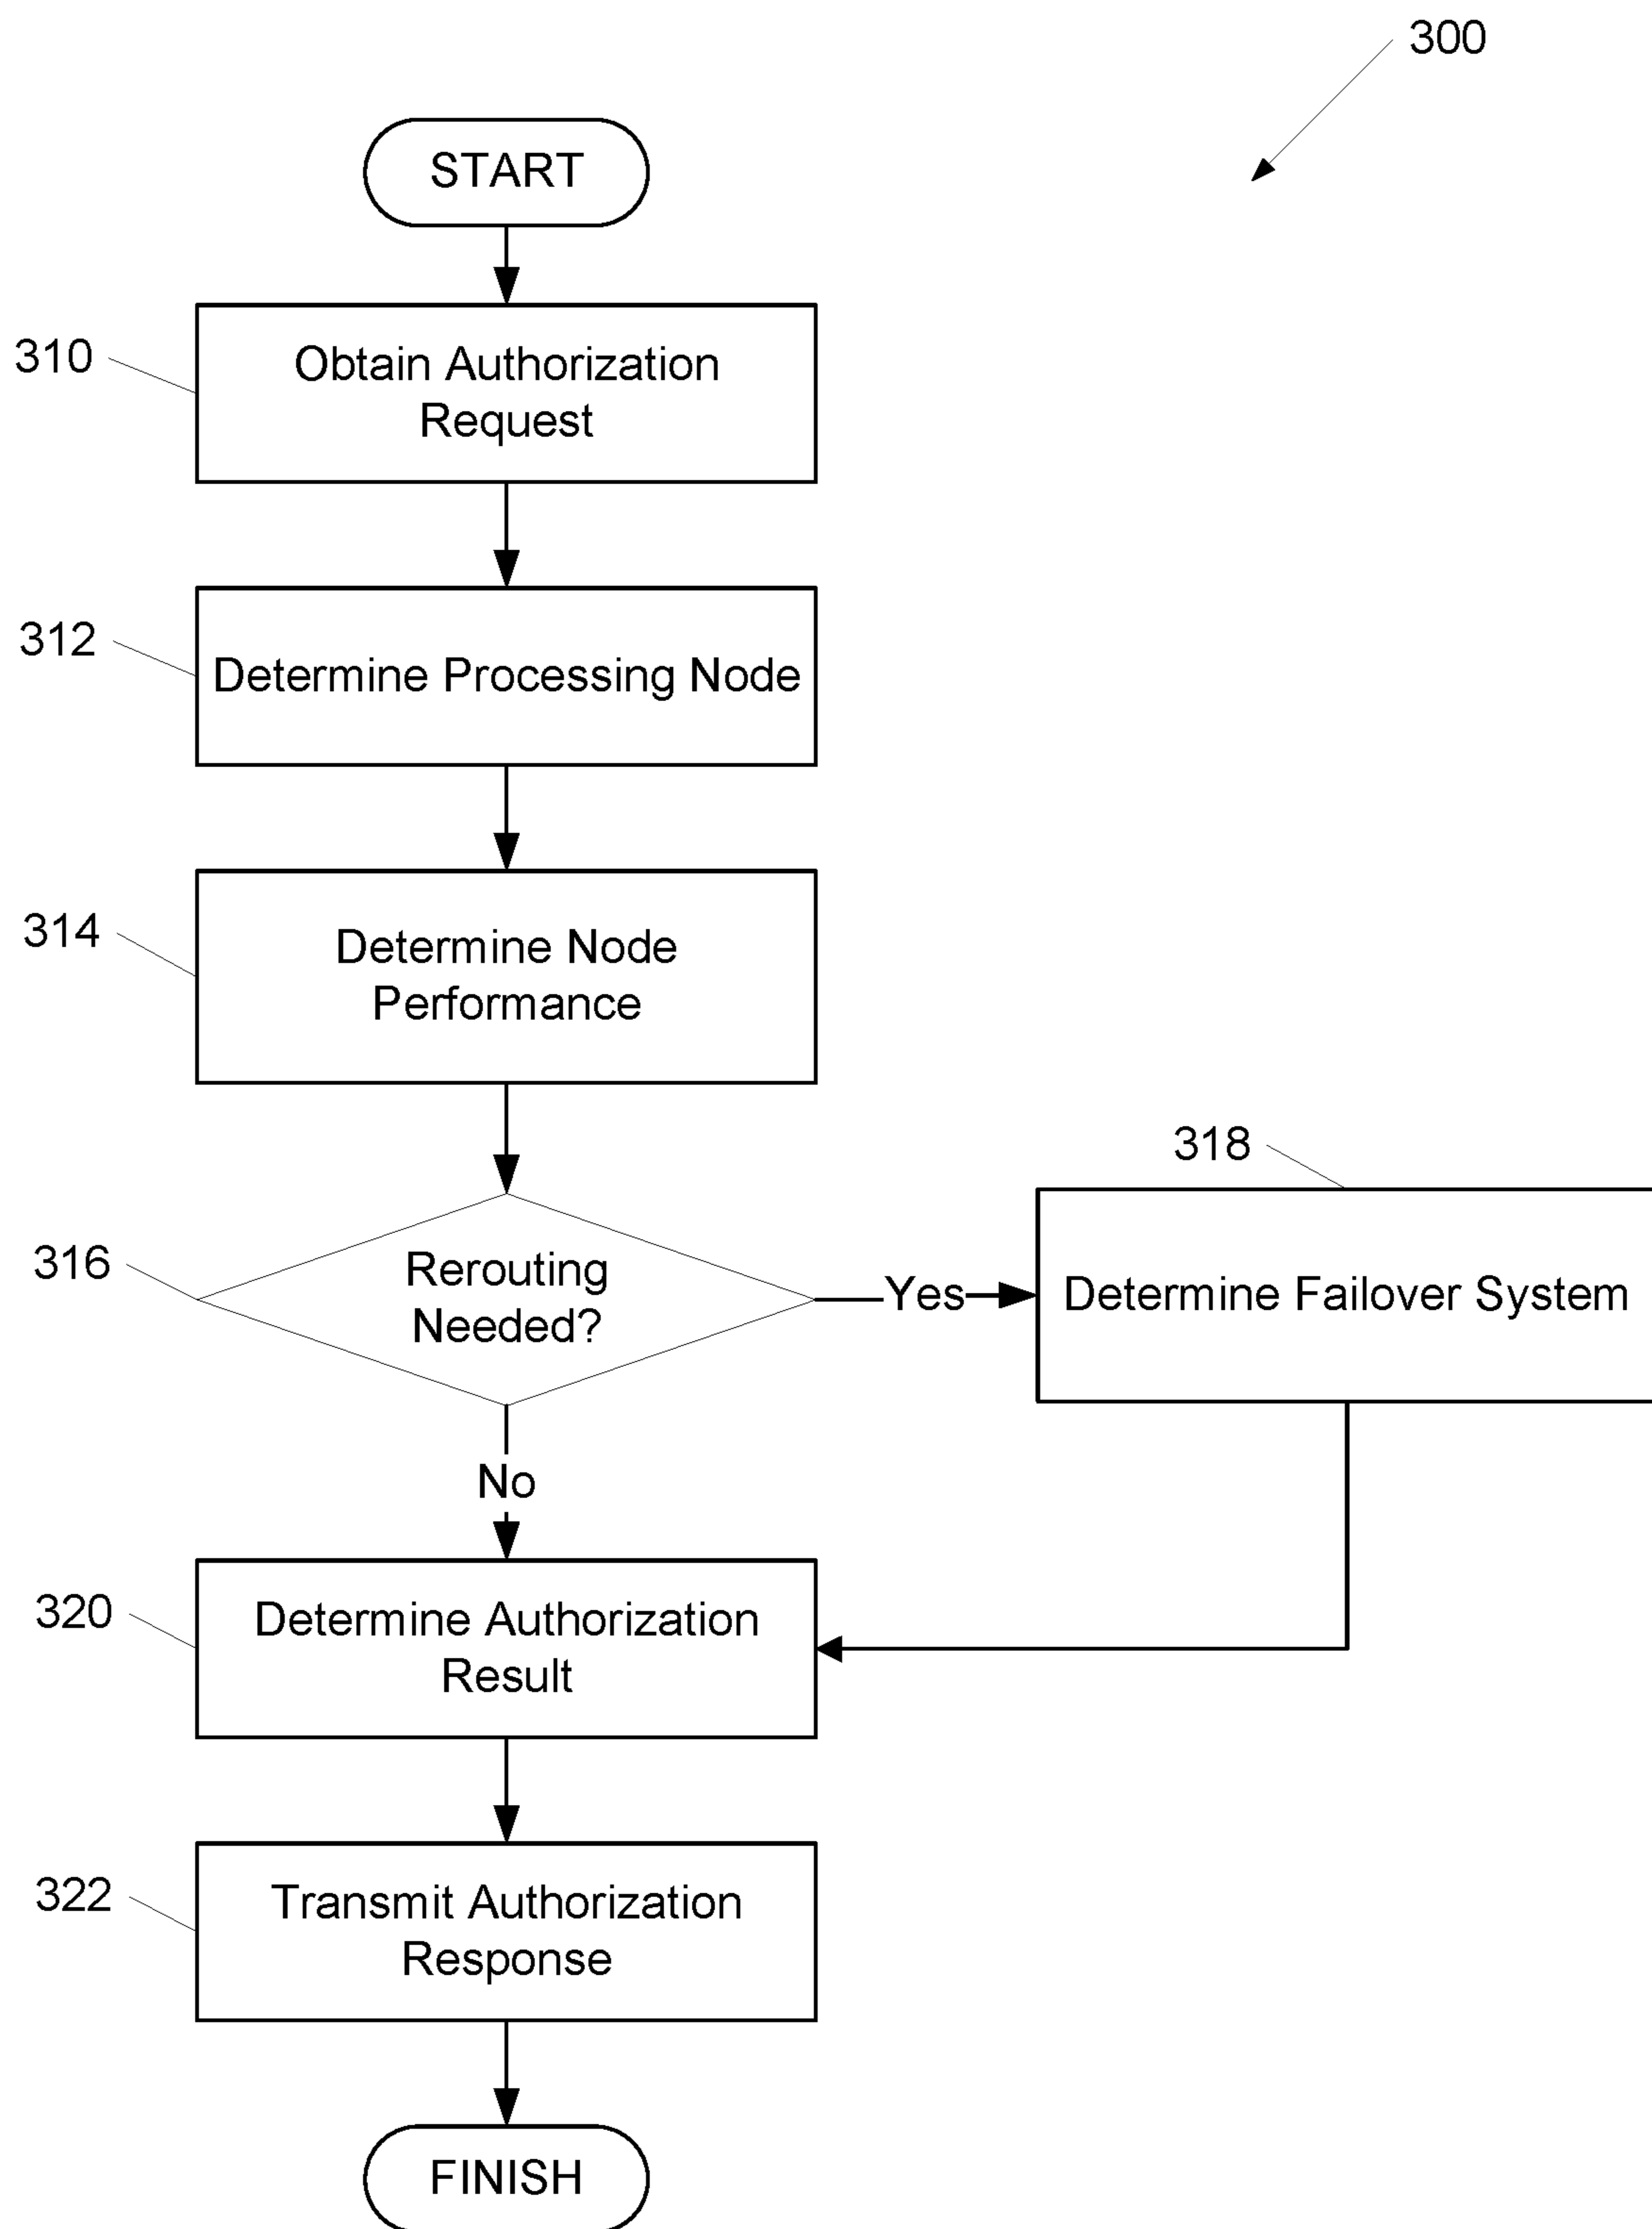 300
START
310
Obtain Authorization
Request
312
Determine Processing Node
314
Determine Node
Performance
316
Rerouting
Needed?
Yes
318
Determine Failover System
No
320
Determine Authorization
Result
322
Transmit Authorization
Response
FINISH